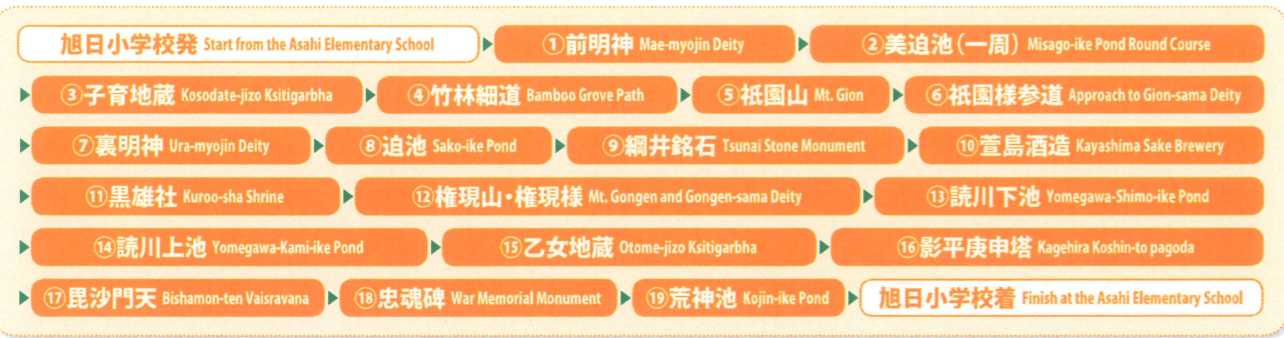 旭日小学校発 Start from the Asahi Elementary School ①前明神 Mae-myojin Deity ②美迫池（一周） Misago-ike Pond Round Course
③子育地蔵 Kosodate-jizo Ksitigarbha ④竹林細道 Bamboo Grove Path ⑤祇園山 Mt. Gion ⑥祇園様参道 Approach to Gion-sama Deity
⑦裏明神 Ura-myojin Deity ⑧迫池 Sako-ike Pond ⑨綱井銘石 Tsunai Stone Monument ⑩萱島酒造 Kayashima Sake Brewery
⑪黒雄社 Kuroo-sha Shrine ⑫権現山・権現様 Mt. Gongen and Gongen-sama Deity ⑬読川下池 Yomegawa-Shimo-ike Pond
⑭読川上池 Yomegawa-Kami-ike Pond ⑮乙女地蔵 Otome-jizo Ksitigarbha ⑯影平庚申塔 Kagehira Koshin-to pagoda
⑰毘沙門天 Bishamon-ten Vaisravana ⑱忠魂碑 War Memorial Monument ⑲荒神池 Kojin-ike Pond 旭日小学校着 Finish at the Asahi Elementary School